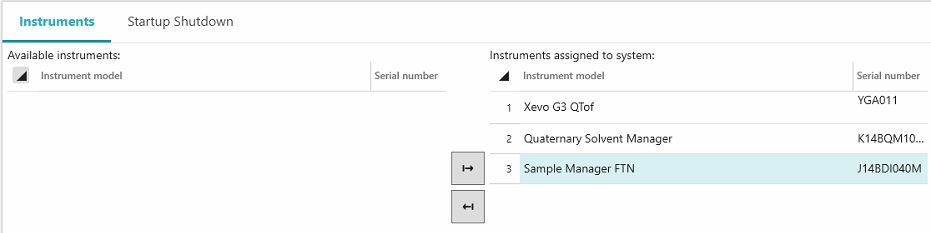 Instruments Startup Shutdown
Available instruments: Instruments assigned to system:
Instrument model Serial number Instrument model Serial number
1 Xevo G3 QTof YGA011
2 Quaternary Solvent Manager K14BQM10...
3 Sample Manager FTN J14BDI040M